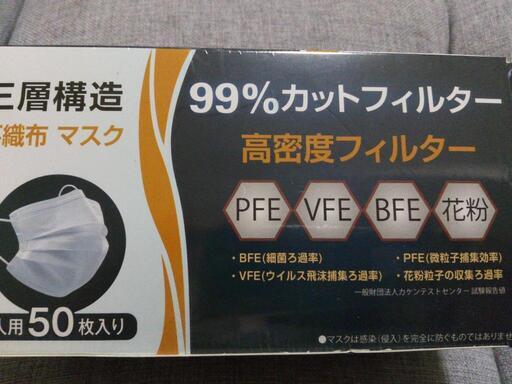 三層構造
不織布 マスク
人用50枚入り
99%カットフィルター
高密度フィルター
PFE VFE BFE 花粉
・BFE(細菌ろ過率) ・PFE(微粒子捕集効率)
・VFE(ウイルス飛沫捕集ろ過率) ・花粉粒子の収集ろ過率
一般財団法人カケンテストセンター 試験報告値
●マスクは感染(侵入)を完全に防ぐものではありませ